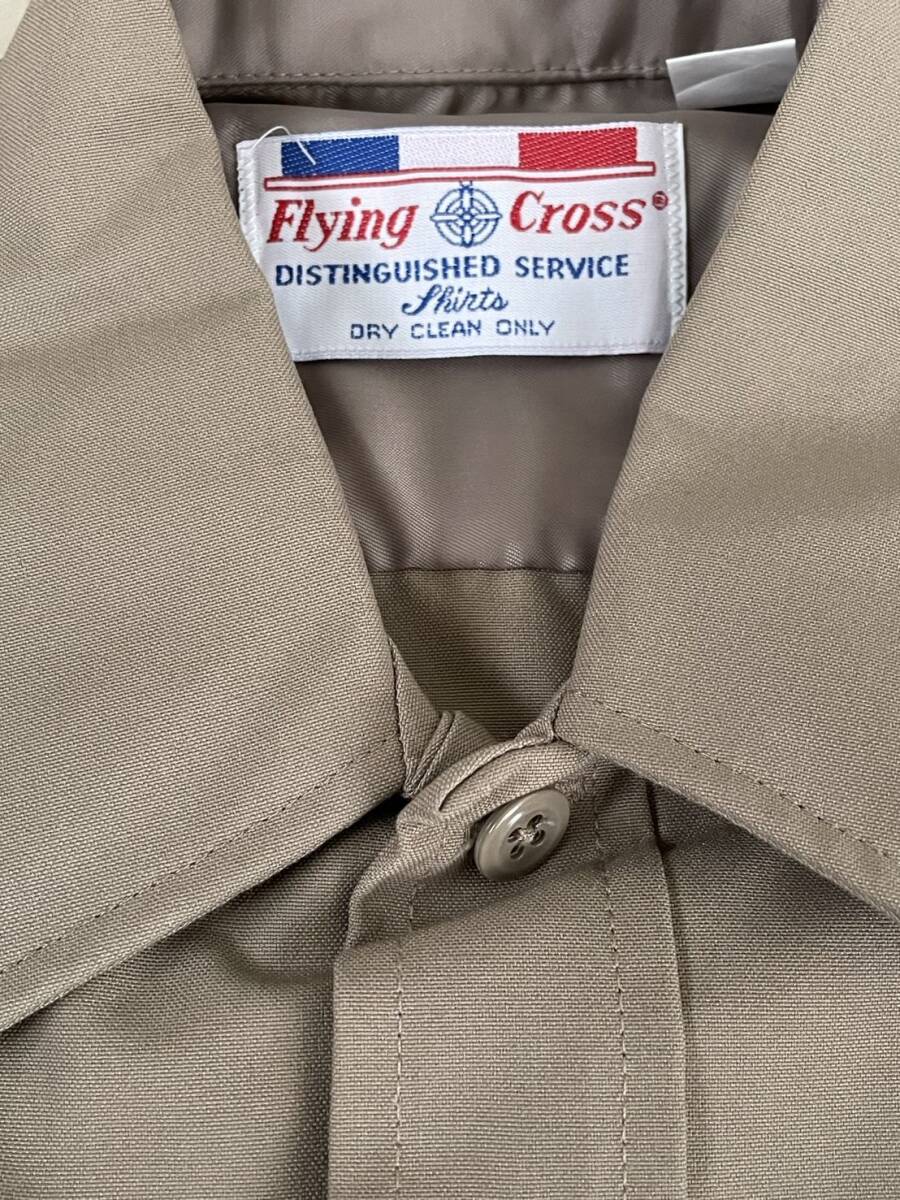 Flying Cross®
DISTINGUISHED SERVICE
Shirts
DRY CLEAN ONLY